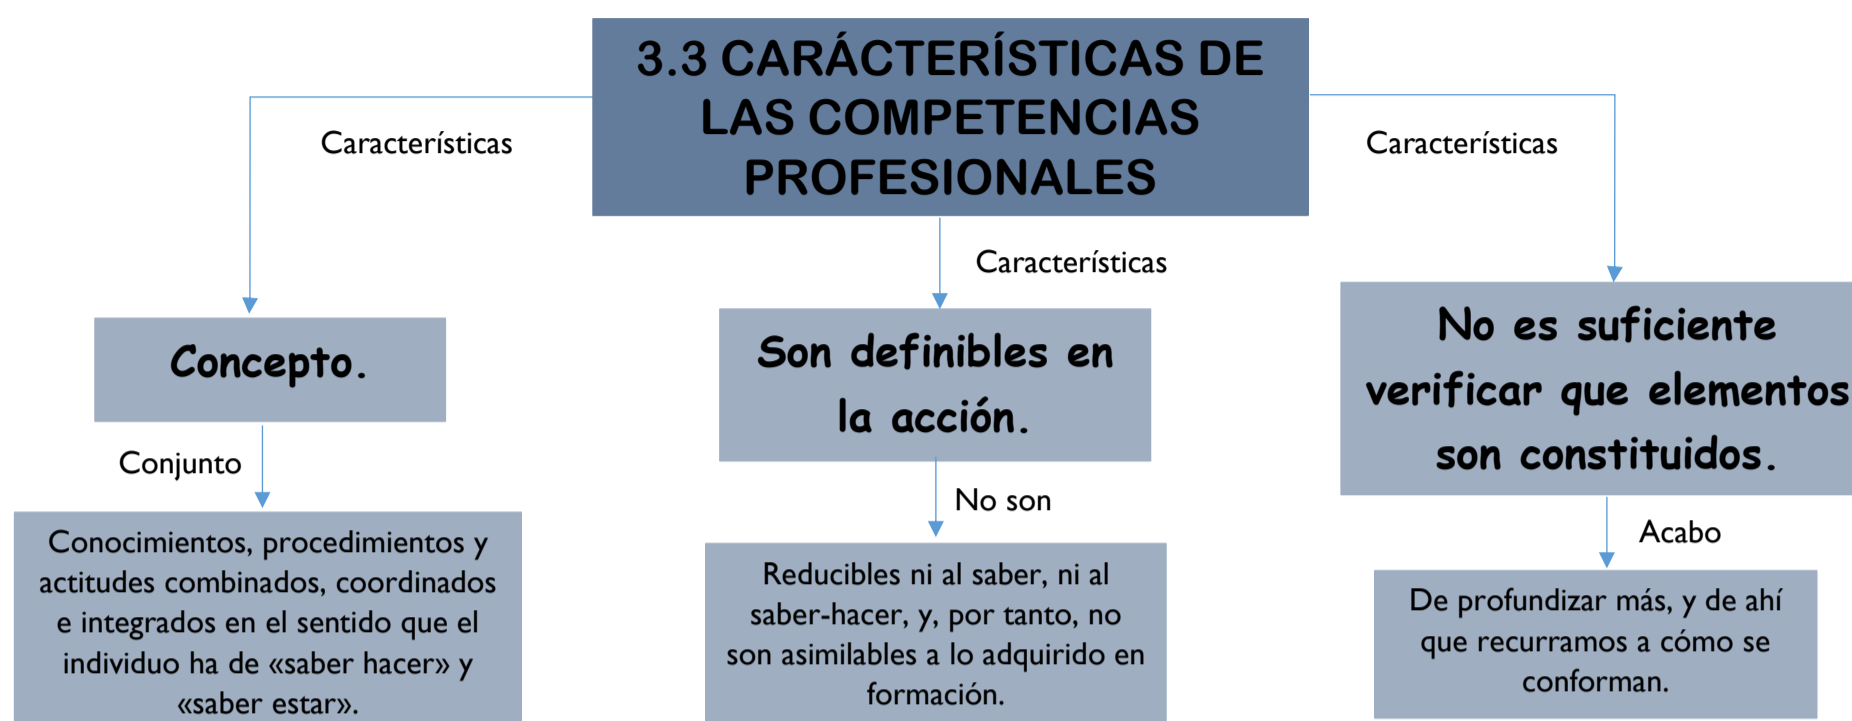 3.3 CARÁCTERÍSTICAS DE
LAS COMPETENCIAS
PROFESIONALES
Características
Concepto.
Conjunto
Conocimientos, procedimientos y
actitudes combinados, coordinados
e integrados en el sentido que el
individuo ha de «saber hacer» y
«saber estar».
Características
Son definibles en
la acción.
No son
Reducibles ni al saber, ni al
saber-hacer, y, por tanto, no
son asimilables a lo adquirido en
formación.
Características
No es suficiente
verificar que elementos
son constituidos.
Acabo
De profundizar más, y de ahí
que recurramos a cómo se
conforman.